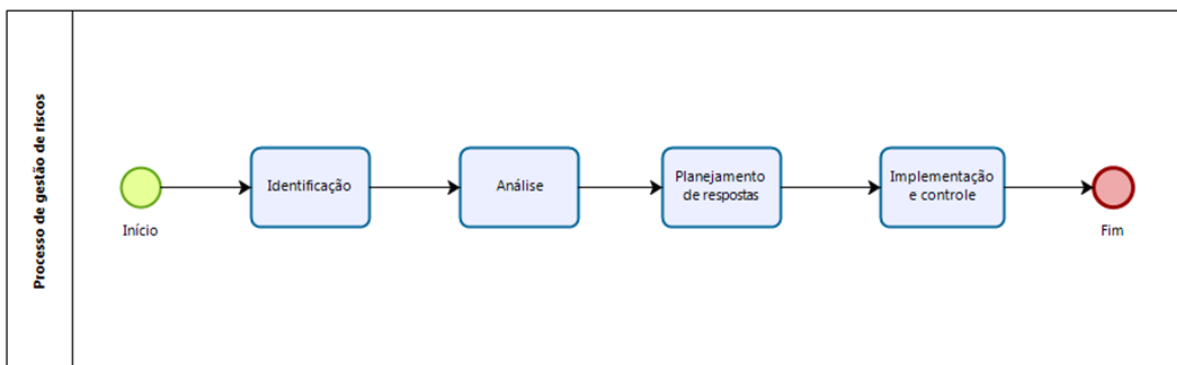 Processo de gestão de riscos
Início
Identificação
Análise
Planejamento
de respostas
Implementação
e controle
Fim